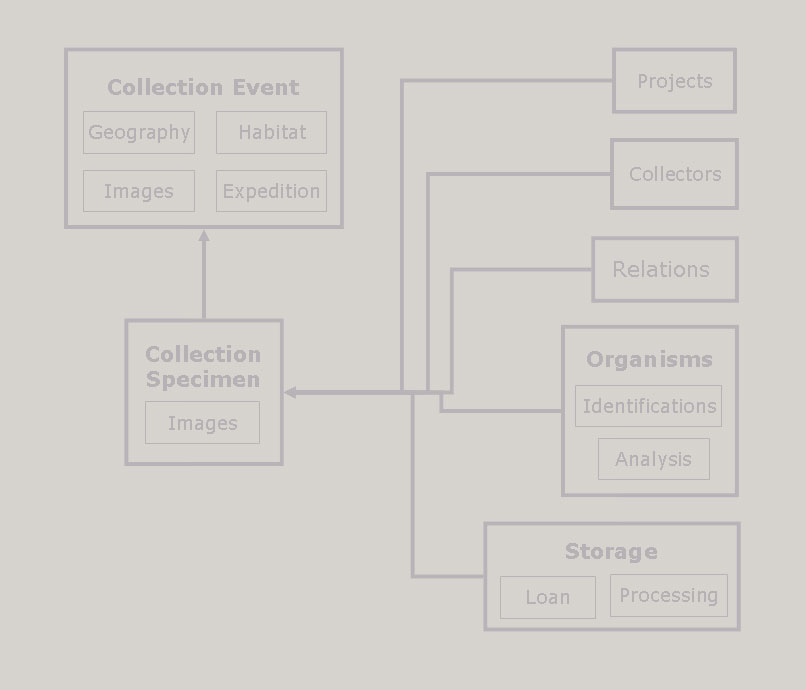 Collection Event
Geography
Habitat
Images
Expedition
Collection
Specimen
Images
Projects
Collectors
Relations
Organisms
Identifications
Analysis
Storage
Loan
Processing